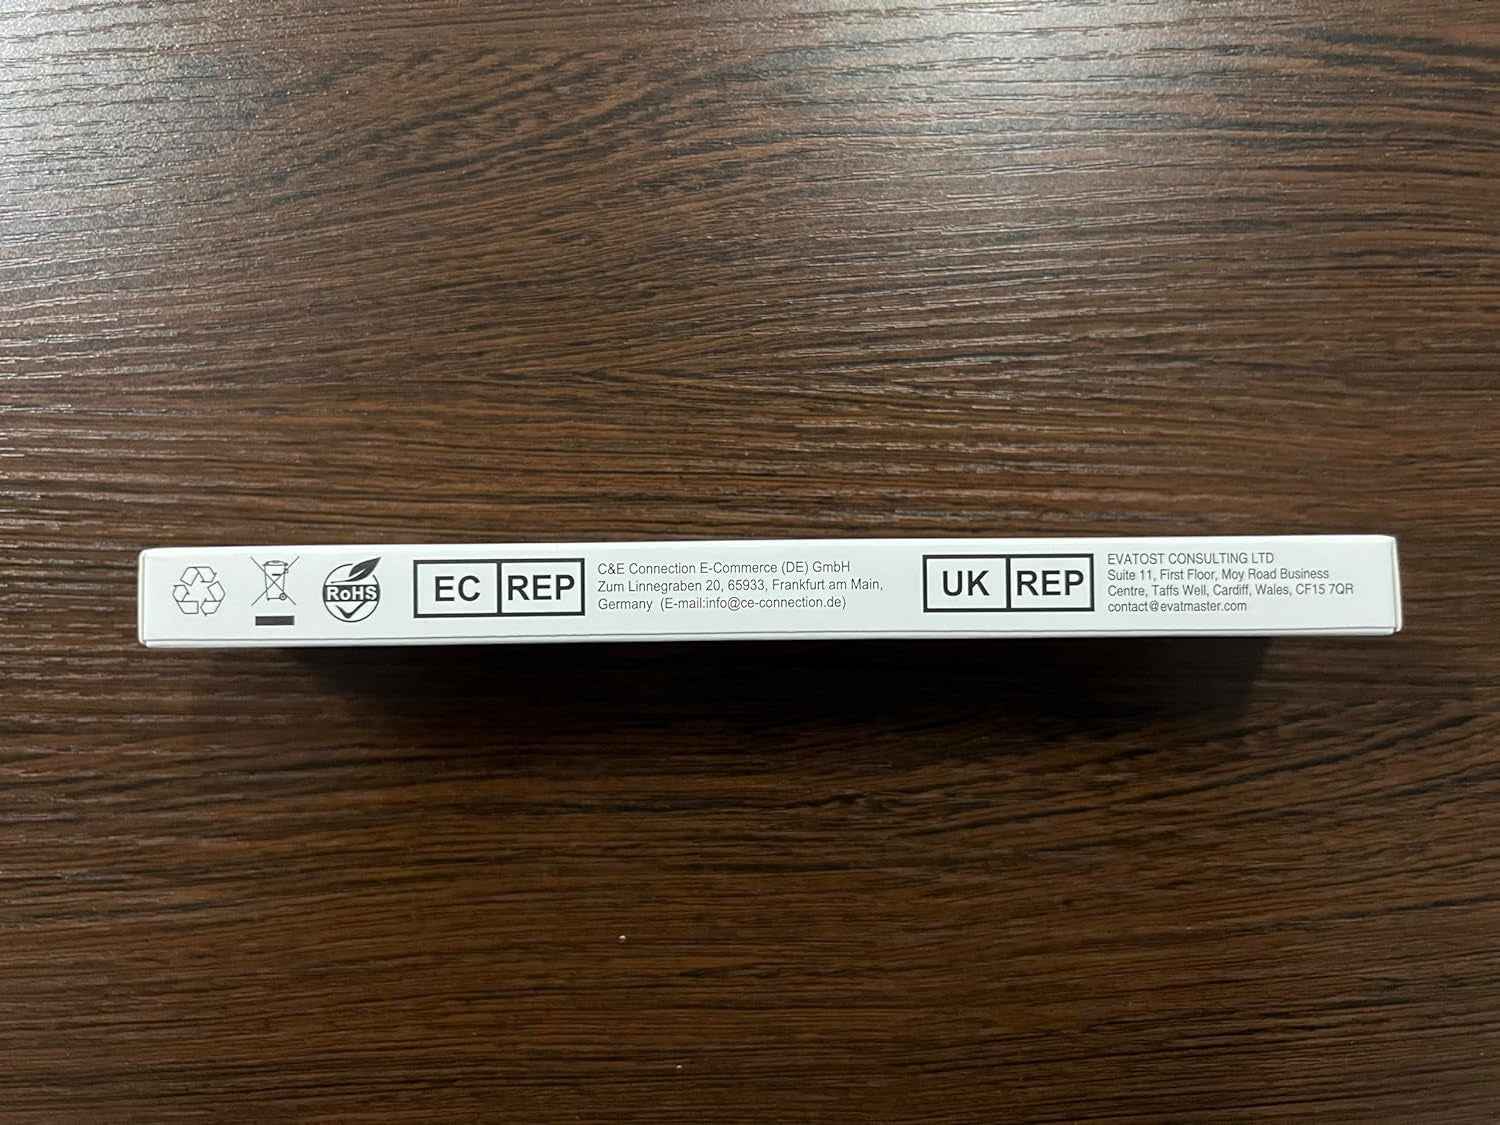 RoHS
EC REP
C&E Connection E-Commerce (DE) GmbH
Zum Linnegraben 20, 65933, Frankfurt am Main,
Germany (E-mail:info@ce-connection.de)
UK REP
EVATOST CONSULTING LTD
Suite 11, First Floor, Moy Road Business
Centre, Taffs Well, Cardiff, Wales, CF15 7QR
contact@evatmaster.com